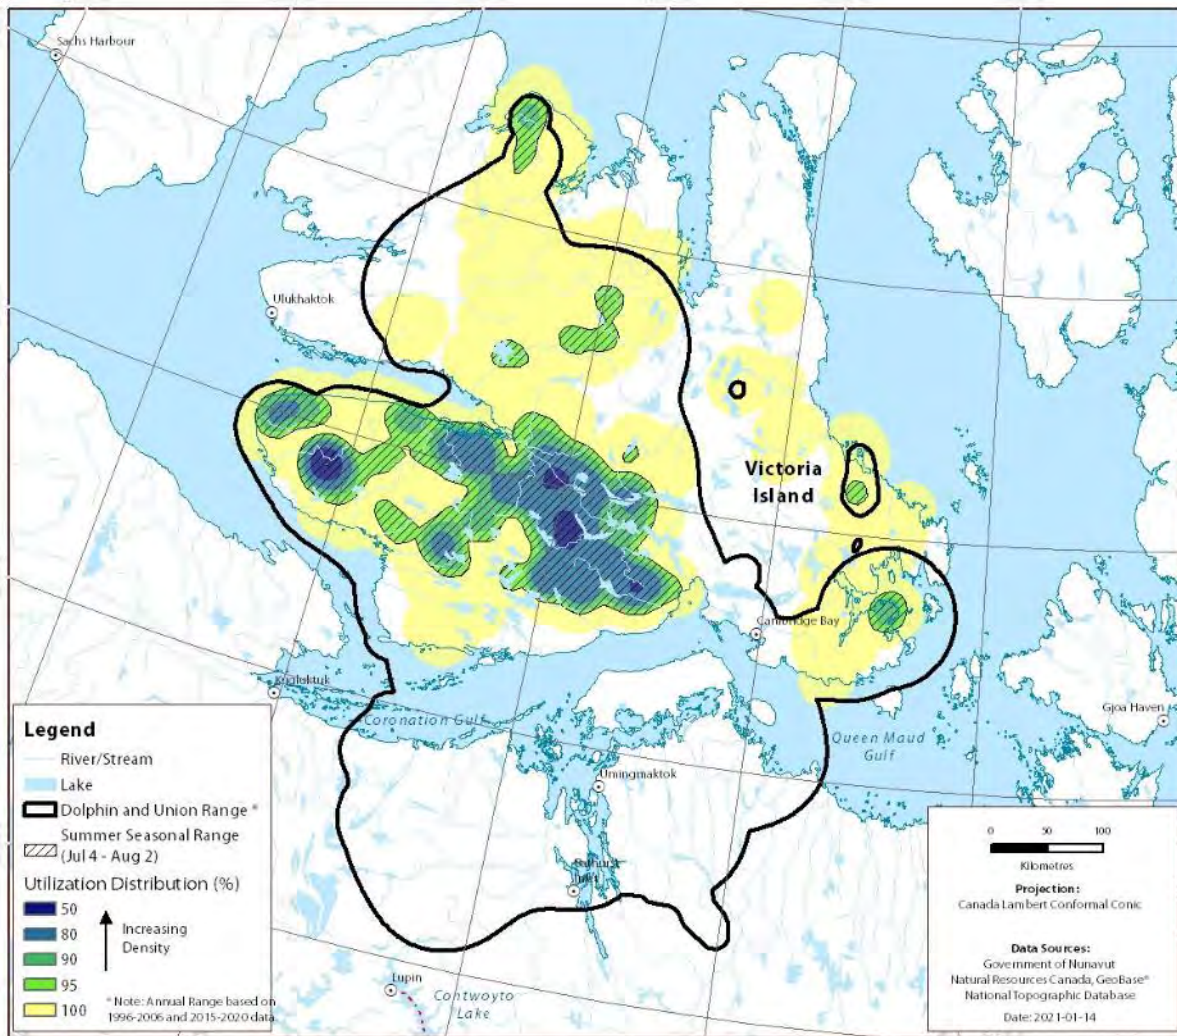 Sachs Harbour
Ulukhaktok
Victoria
Island
Cambridge Bay
Kugluktuk
Coronation Gulf
Queen Maud
Gulf
Gjoa Haven
Umingmaktok
Bathurst
Inlet
Lupin
Contwoyto
Lake
Legend
River/Stream
Lake
Dolphin and Union Range *
Summer Seasonal Range
(Jul 4 - Aug 2)
Utilization Distribution (%)
50
80
90
95
100
Increasing
Density
* Note: Annual Range based on
1996-2006 and 2015-2020 data.
0 50 100
Kilometres
Projection:
Canada Lambert Conformal Conic
Data Sources:
Government of Nunavut
Natural Resources Canada, GeoBase®
National Topographic Database
Date: 2021-01-14